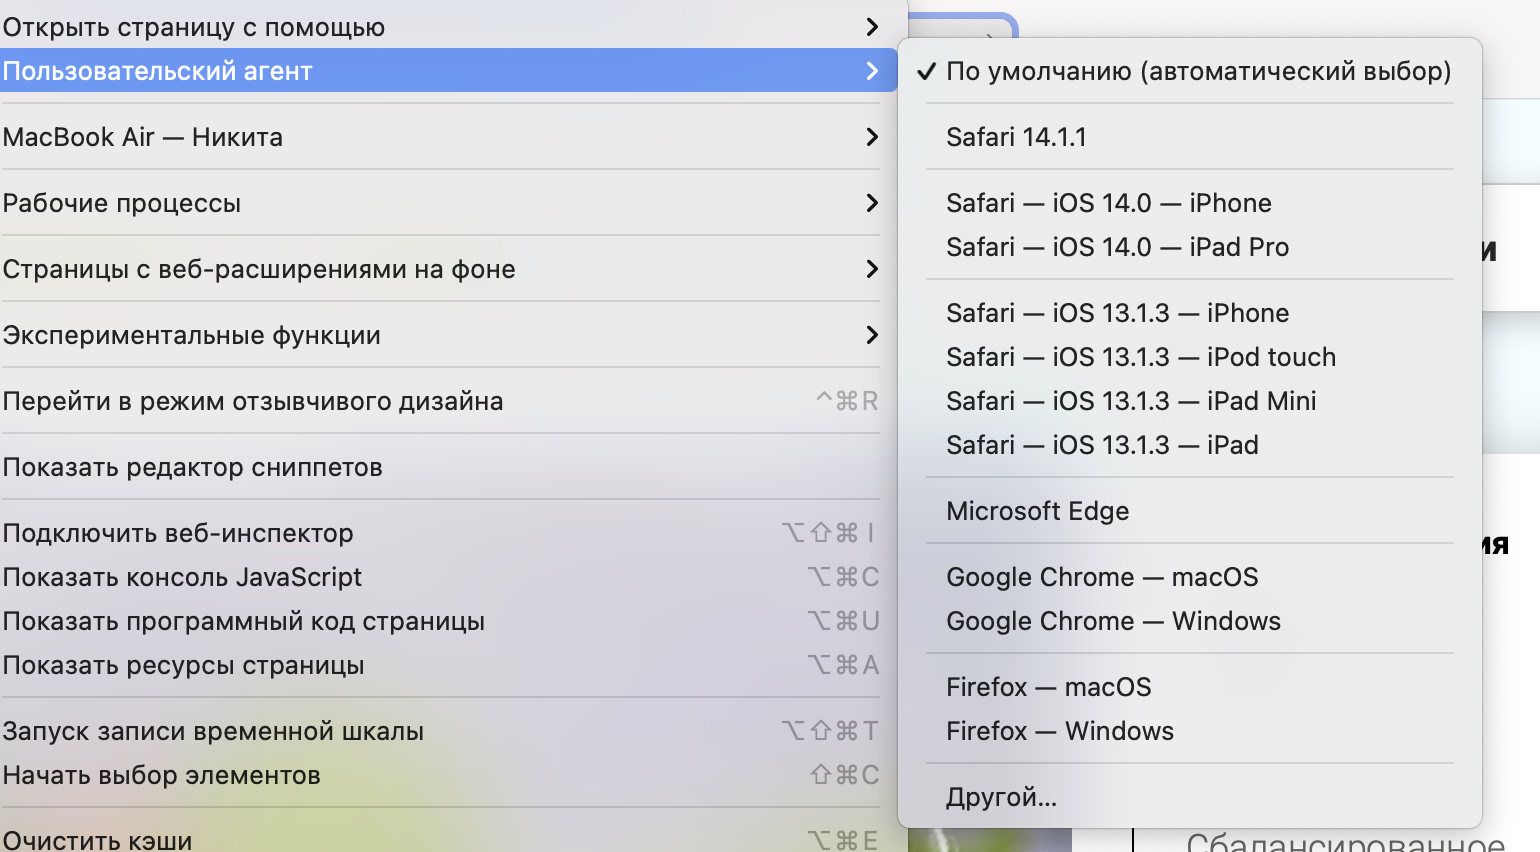 Открыть страницу с помощью
Пользовательский агент
MacBook Air — Никита
Рабочие процессы
Страницы с веб-расширениями на фоне
Экспериментальные функции
Перейти в режим отзывчивого дизайна ^⌘R
Показать редактор сниппетов
Подключить веб-инспектор ⌥⇧⌘I
Показать консоль JavaScript ⌥⌘C
Показать программный код страницы ⌥⌘U
Показать ресурсы страницы ⌥⌘A
Запуск записи временной шкалы ⌥⇧⌘T
Начать выбор элементов ⇧⌘C
Очистить кэши ⌥⌘E
✓ По умолчанию (автоматический выбор)
Safari 14.1.1
Safari — iOS 14.0 — iPhone
Safari — iOS 14.0 — iPad Pro
Safari — iOS 13.1.3 — iPhone
Safari — iOS 13.1.3 — iPod touch
Safari — iOS 13.1.3 — iPad Mini
Safari — iOS 13.1.3 — iPad
Microsoft Edge
Google Chrome — macOS
Google Chrome — Windows
Firefox — macOS
Firefox — Windows
Другой...
Сбалансированное